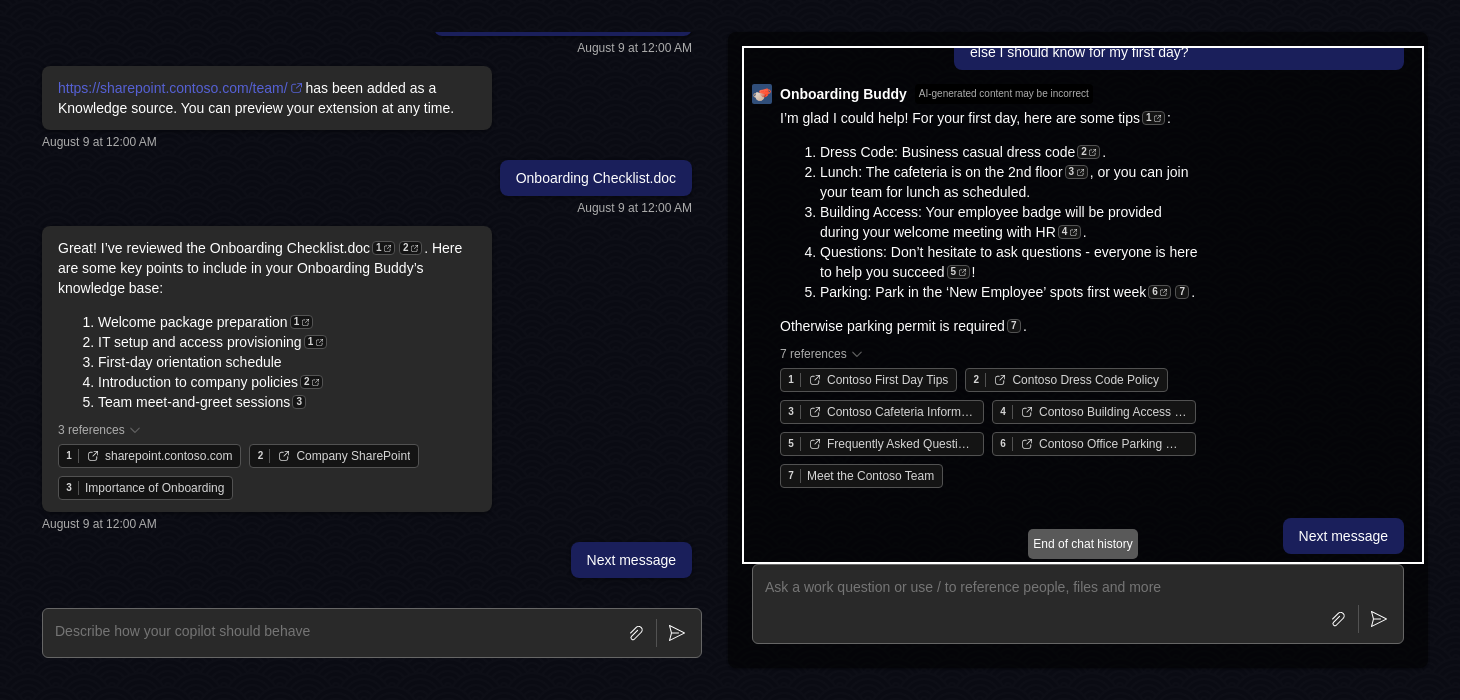 August 9 at 12:00 AM
https://sharepoint.contoso.com/team/ has been added as a
Knowledge source. You can preview your extension at any time.
August 9 at 12:00 AM
Onboarding Checklist.doc
August 9 at 12:00 AM
Great! I’ve reviewed the Onboarding Checklist.doc 1 2 . Here
are some key points to include in your Onboarding Buddy’s
knowledge base:
1. Welcome package preparation 1
2. IT setup and access provisioning 1
3. First-day orientation schedule
4. Introduction to company policies 2
5. Team meet-and-greet sessions 3
3 references
1 sharepoint.contoso.com 2 Company SharePoint
3 Importance of Onboarding
August 9 at 12:00 AM
Next message
Describe how your copilot should behave
else I should know for my first day?
Onboarding Buddy AI-generated content may be incorrect
I’m glad I could help! For your first day, here are some tips 1 :
1. Dress Code: Business casual dress code 2 .
2. Lunch: The cafeteria is on the 2nd floor 3 , or you can join
your team for lunch as scheduled.
3. Building Access: Your employee badge will be provided
during your welcome meeting with HR 4 .
4. Questions: Don’t hesitate to ask questions - everyone is here
to help you succeed 5 !
5. Parking: Park in the ‘New Employee’ spots first week 6 7 .
Otherwise parking permit is required 7 .
7 references
1 Contoso First Day Tips 2 Contoso Dress Code Policy
3 Contoso Cafeteria Inform… 4 Contoso Building Access …
5 Frequently Asked Questi… 6 Contoso Office Parking …
7 Meet the Contoso Team
Next message
End of chat history
Ask a work question or use / to reference people, files and more